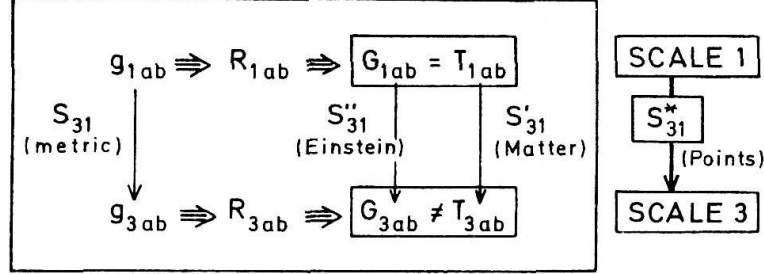 g₁ab ⇛ R₁ab ⇛ G₁ab = T₁ab SCALE 1
S₃₁ S″₃₁ S′₃₁ S*₃₁
(metric) (Einstein) (Matter) (Points)
g₃ab ⇛ R₃ab ⇛ G₃ab ≠ T₃ab SCALE 3